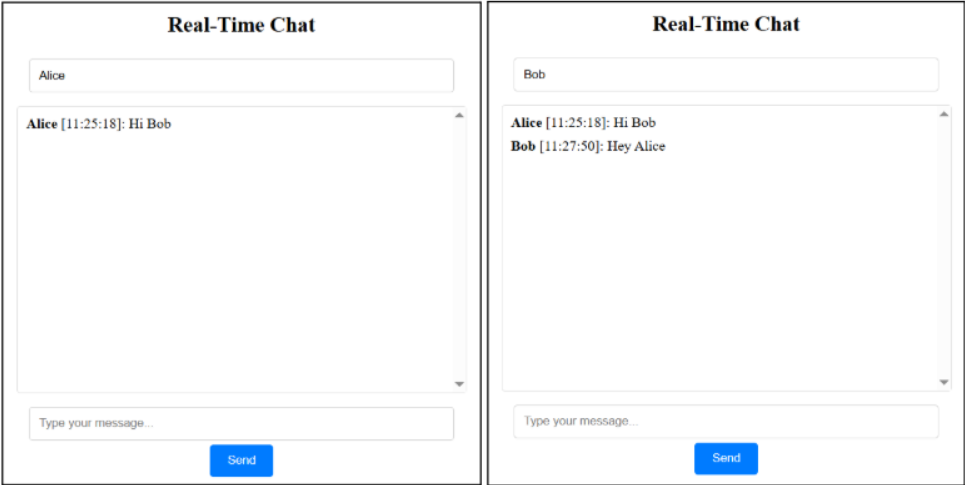 Real-Time Chat
Alice
Alice [11:25:18]: Hi Bob
Type your message...
Send
Real-Time Chat
Bob
Alice [11:25:18]: Hi Bob
Bob [11:27:50]: Hey Alice
Type your message...
Send